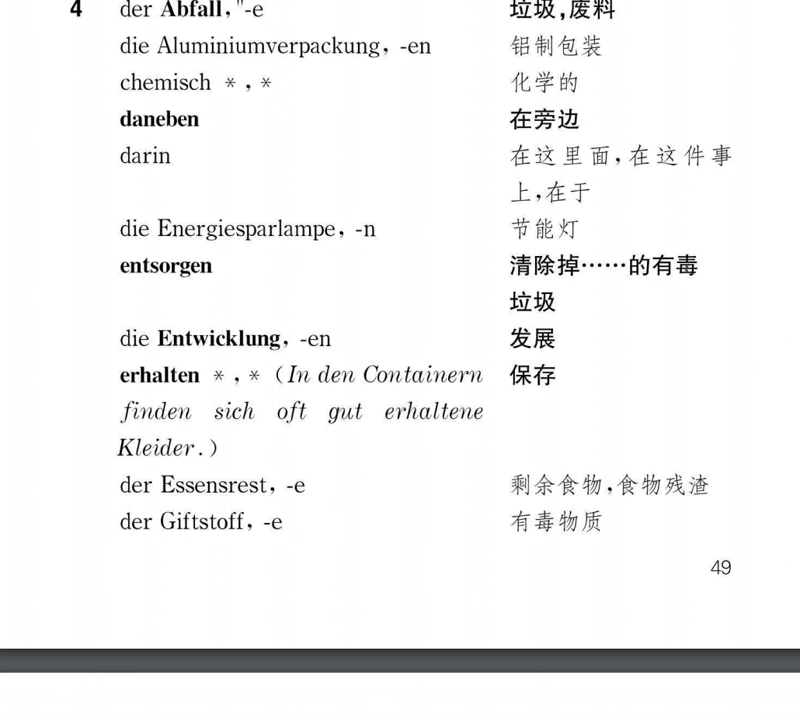 4 der Abfall, "-e 垃圾,废料
die Aluminiumverpackung, -en 铝制包装
chemisch *, * 化学的
daneben 在旁边
darin 在这里面,在这件事
上,在于
die Energiesparlampe, -n 节能灯
entsorgen 清除掉……的有毒
垃圾
die Entwicklung, -en 发展
erhalten *, * (In den Containern 保存
finden sich oft gut erhaltene
Kleider.)
der Essensrest, -e 剩余食物,食物残渣
der Giftstoff, -e 有毒物质
49